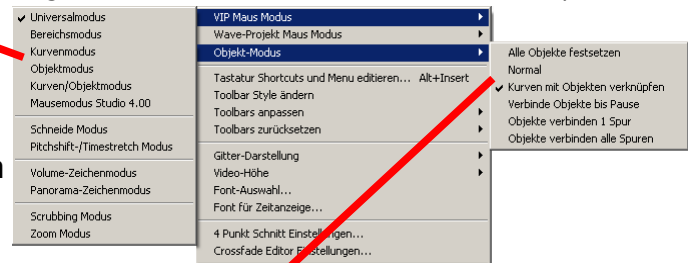 Universalmodus
Bereichsmodus
Kurvenmodus
Objektmodus
Kurven/Objektmodus
Mausemodus Studio 4.00
Schneide Modus
Pitchshift-/Timestretch Modus
Volume-Zeichenmodus
Panorama-Zeichenmodus
Scrubbing Modus
Zoom Modus
VIP Maus Modus
Wave-Projekt Maus Modus
Objekt-Modus
Tastatur Shortcuts und Menu editieren... Alt+Insert
Toolbar Style ändern
Toolbars anpassen
Toolbars zurücksetzen
Gitter-Darstellung
Video-Höhe
Font-Auswahl...
Font für Zeitanzeige...
4 Punkt Schnitt Einstellungen...
Crossfade Editor Einstellungen...
Alle Objekte festsetzen
Normal
Kurven mit Objekten verknüpfen
Verbinde Objekte bis Pause
Objekte verbinden 1 Spur
Objekte verbinden alle Spuren